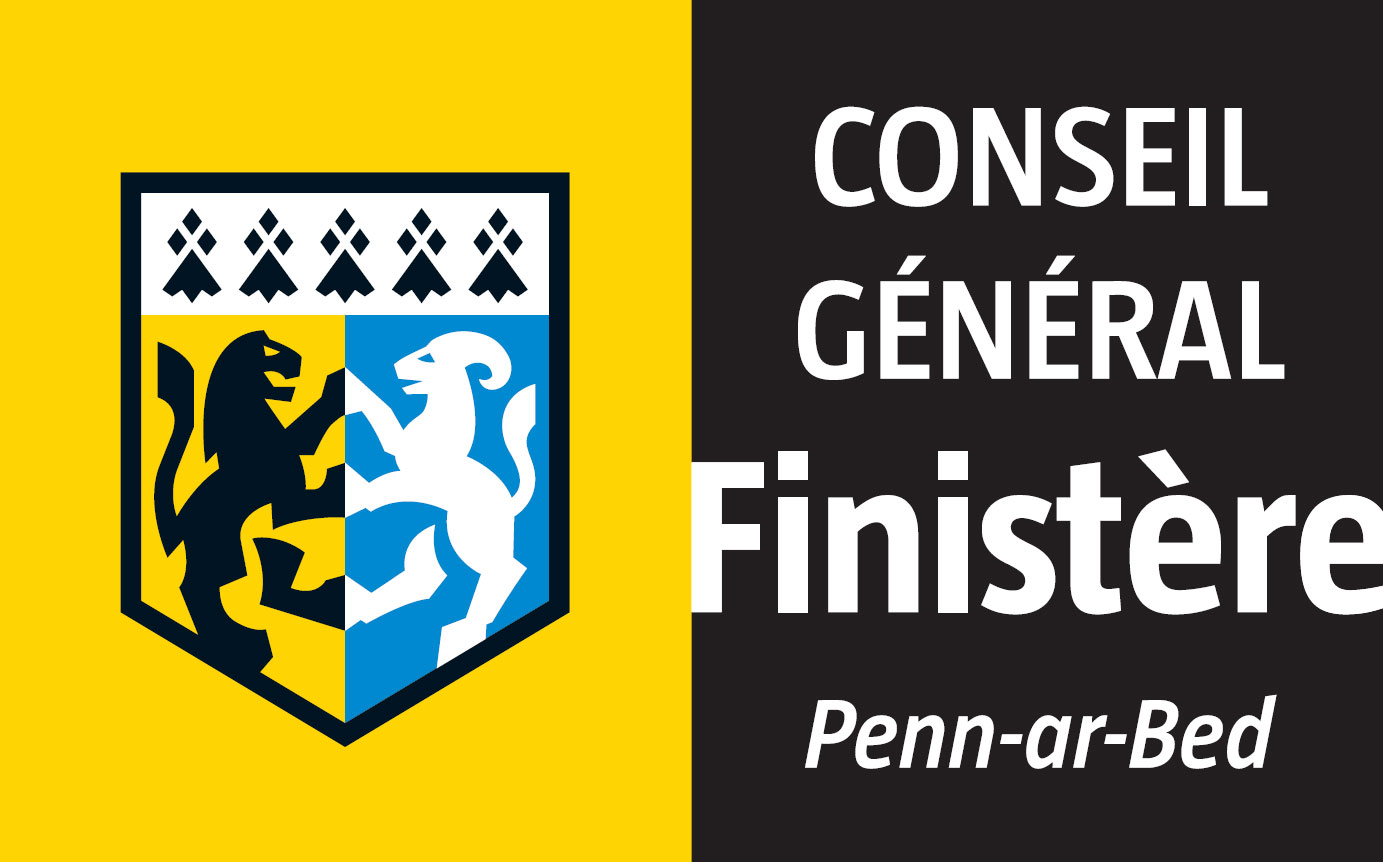 CONSEIL
GÉNÉRAL
Finistère
Penn-ar-Bed